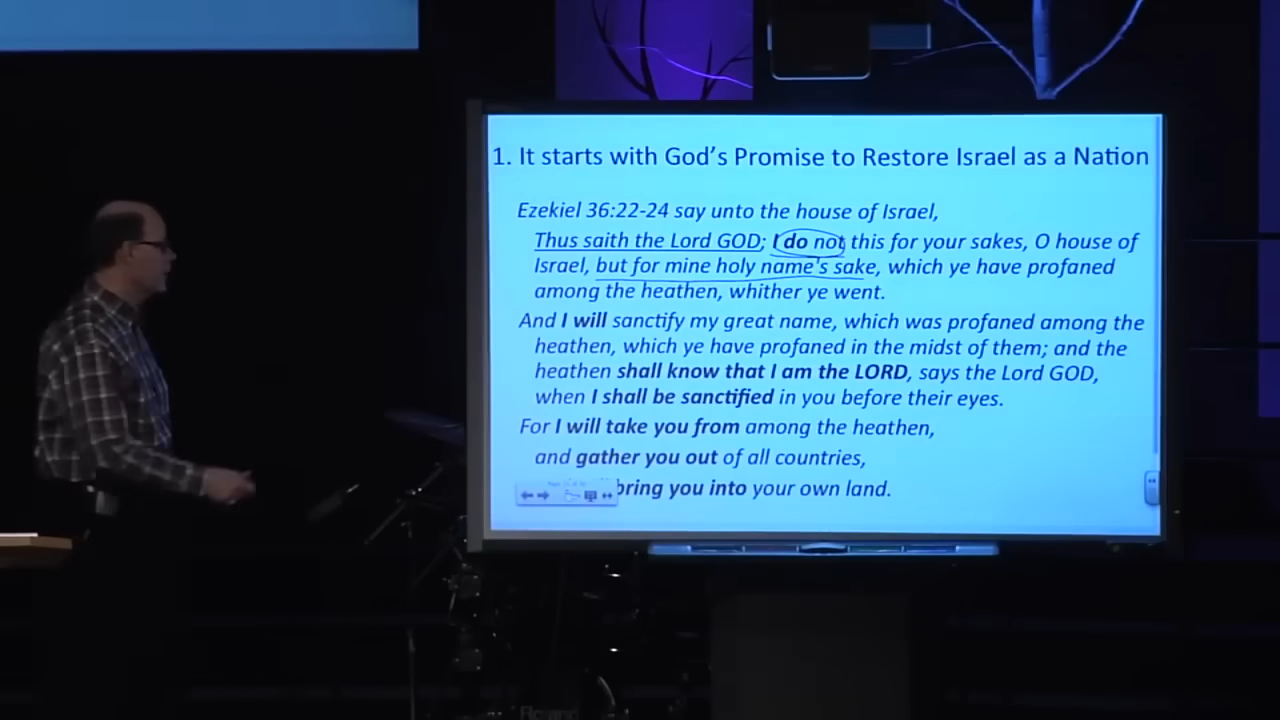 1. It starts with God's Promise to Restore Israel as a Nation
Ezekiel 36:22-24 say unto the house of Israel,
Thus saith the Lord GOD; I do not this for your sakes, O house of
Israel, but for mine holy name's sake, which ye have profaned
among the heathen, whither ye went.
And I will sanctify my great name, which was profaned among the
heathen, which ye have profaned in the midst of them; and the
heathen shall know that I am the LORD, says the Lord GOD,
when I shall be sanctified in you before their eyes.
For I will take you from among the heathen,
and gather you out of all countries,
bring you into your own land.